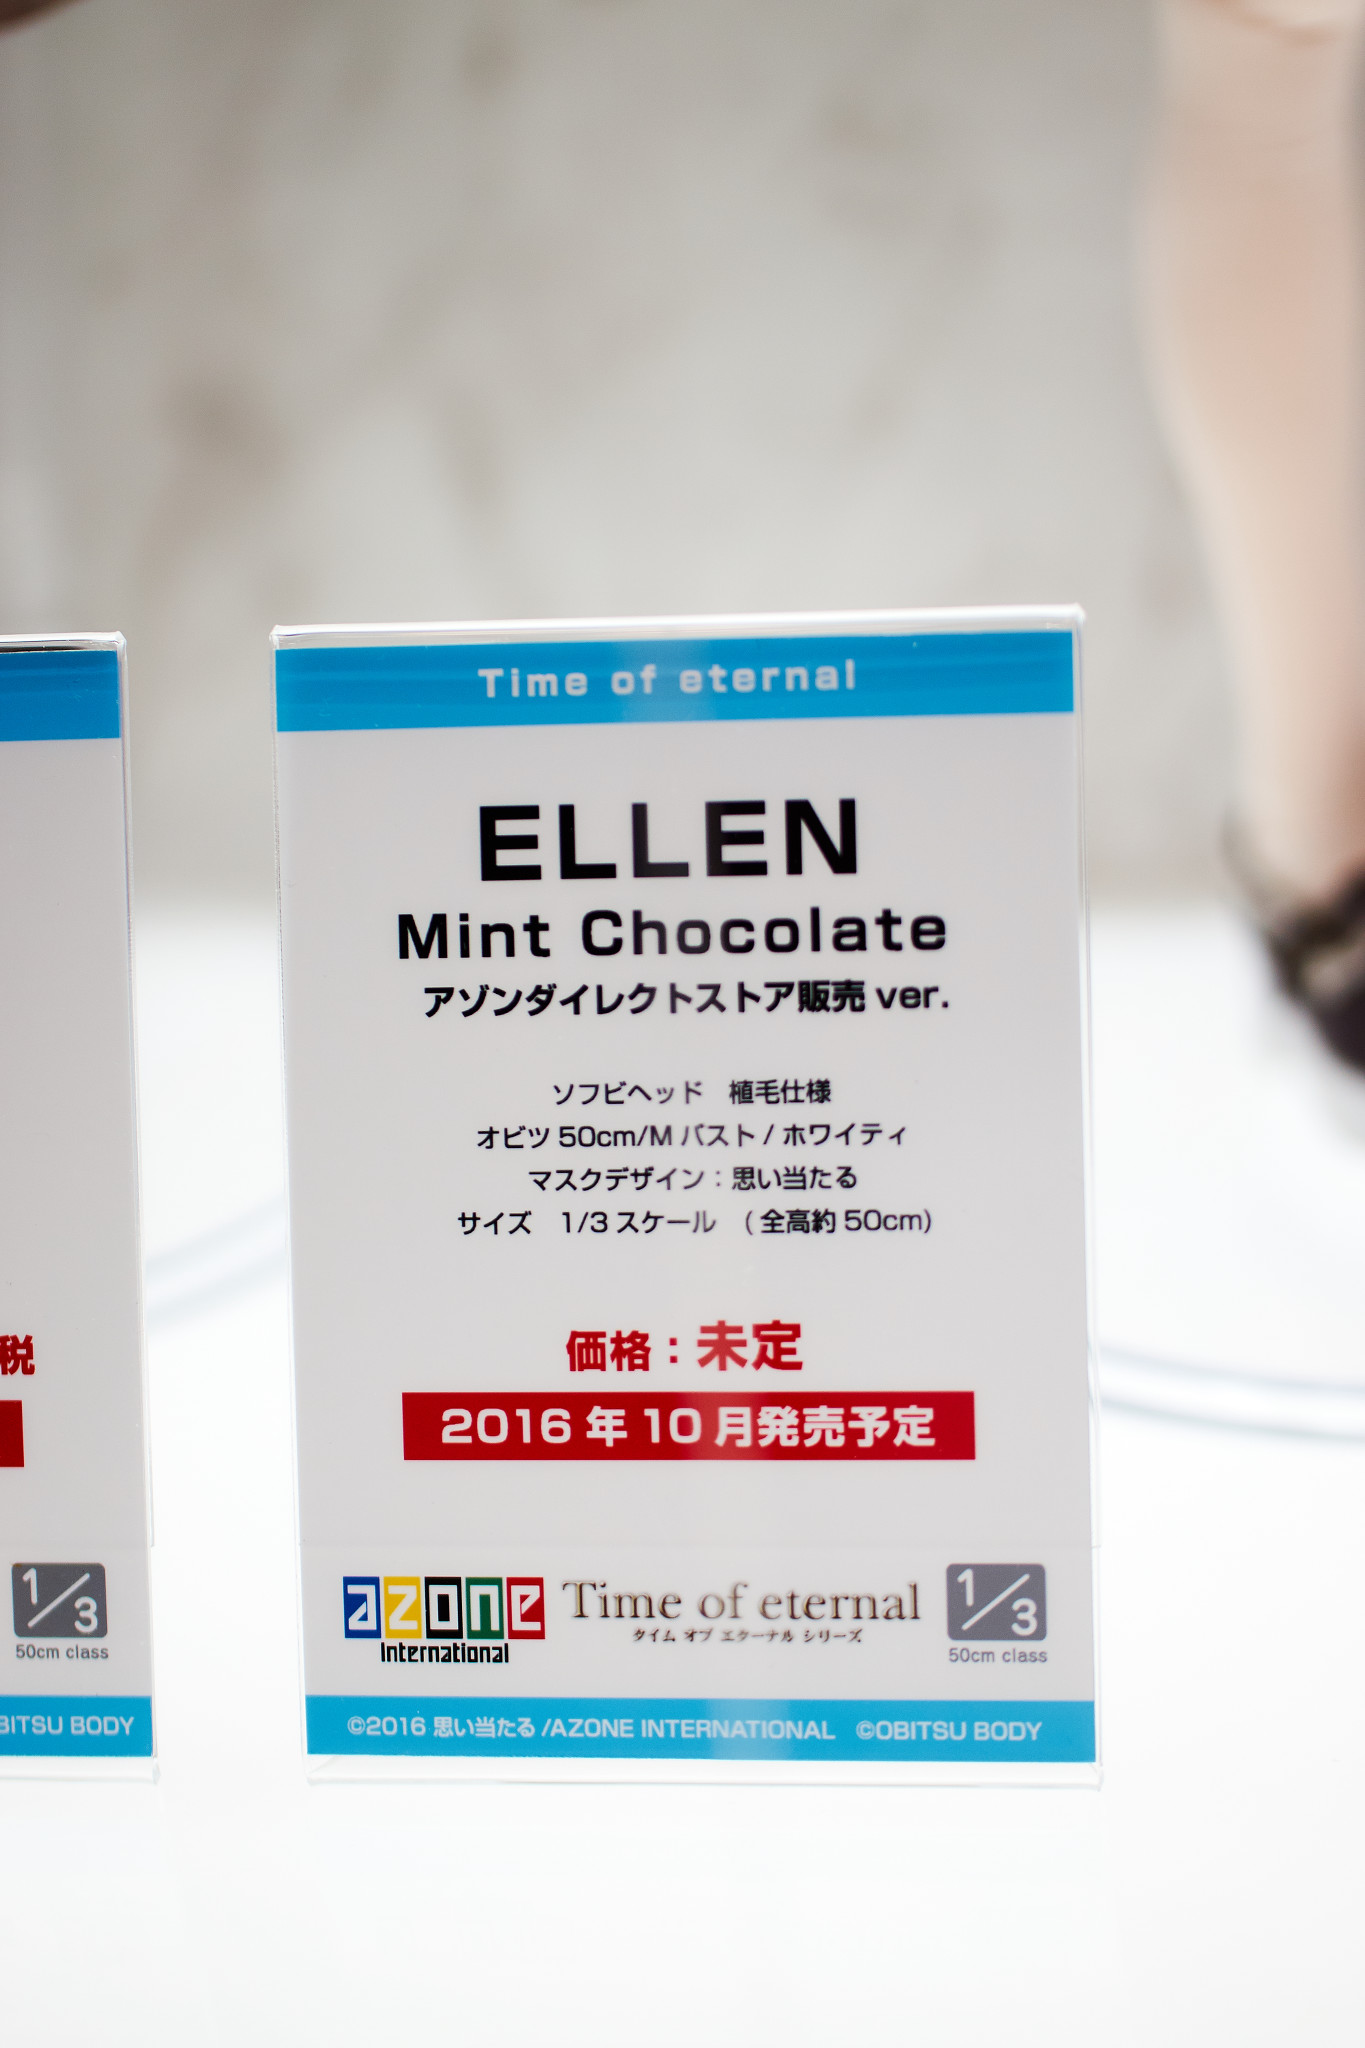 Time of eternal
ELLEN
Mint Chocolate
アゾンダイレクトストア販売 ver.
ソフビヘッド　植毛仕様
オビツ 50cm/M バスト / ホワイティ
マスクデザイン：思い当たる
サイズ　1/3 スケール　( 全高約 50cm)
価格：未定
2016 年 10 月発売予定
azone
International
Time of eternal
タイム オブ エターナル シリーズ
1/3
50cm class
©2016 思い当たる /AZONE INTERNATIONAL　©OBITSU BODY
税
1/3
50cm class
BITSU BODY